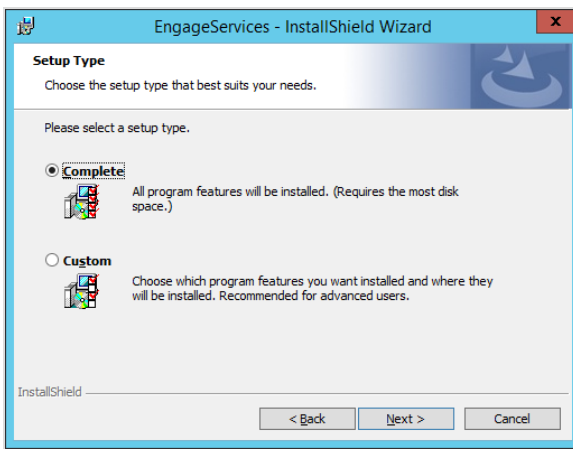 EngageServices - InstallShield Wizard
x
Setup Type
Choose the setup type that best suits your needs.
Please select a setup type.
Complete
All program features will be installed. (Requires the most disk
space.)
Custom
Choose which program features you want installed and where they
will be installed. Recommended for advanced users.
InstallShield
< Back
Next >
Cancel